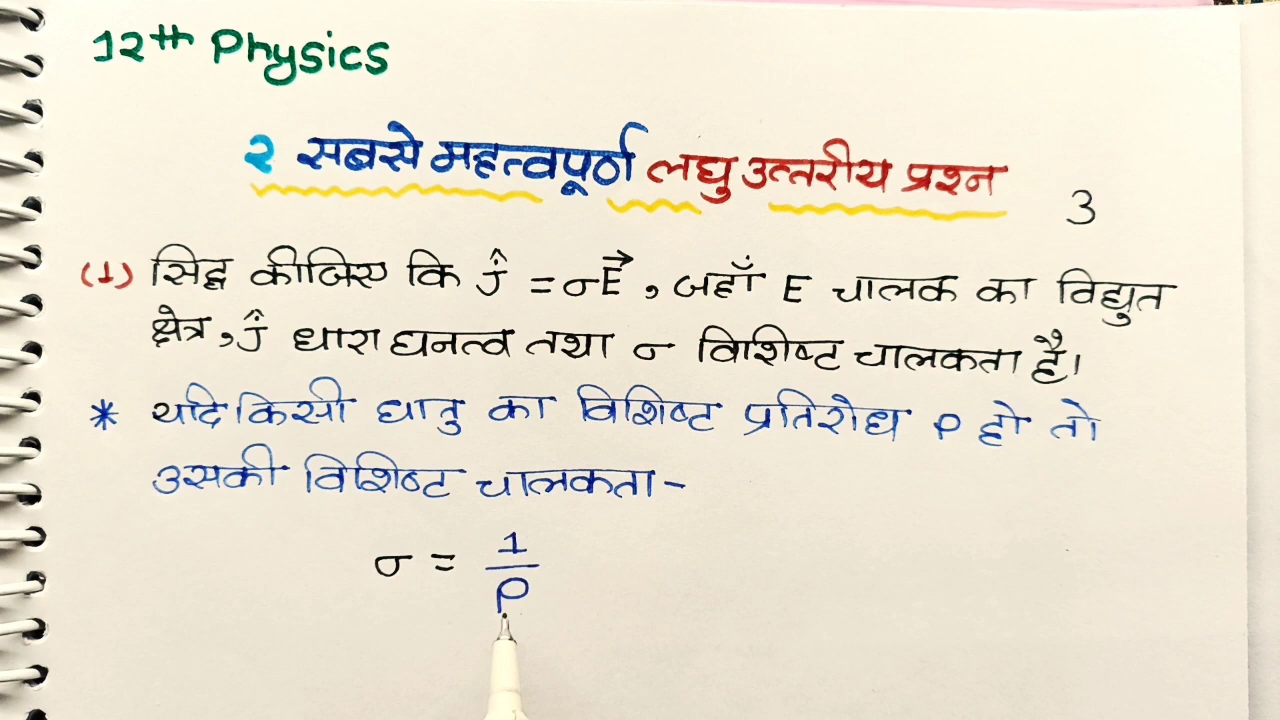 12th Physics
2 सबसे महत्वपूर्ण लघु उत्तरीय प्रश्न
3
(1) सिद्ध कीजिए कि ĵ = σE⃗ , जहाँ E चालक का विद्युत
क्षेत्र, ĵ धारा घनत्व तथा σ विशिष्ट चालकता है।
* यदि किसी धातु का विशिष्ट प्रतिरोध ρ हो तो
उसकी विशिष्ट चालकता -
σ = 1/ρ